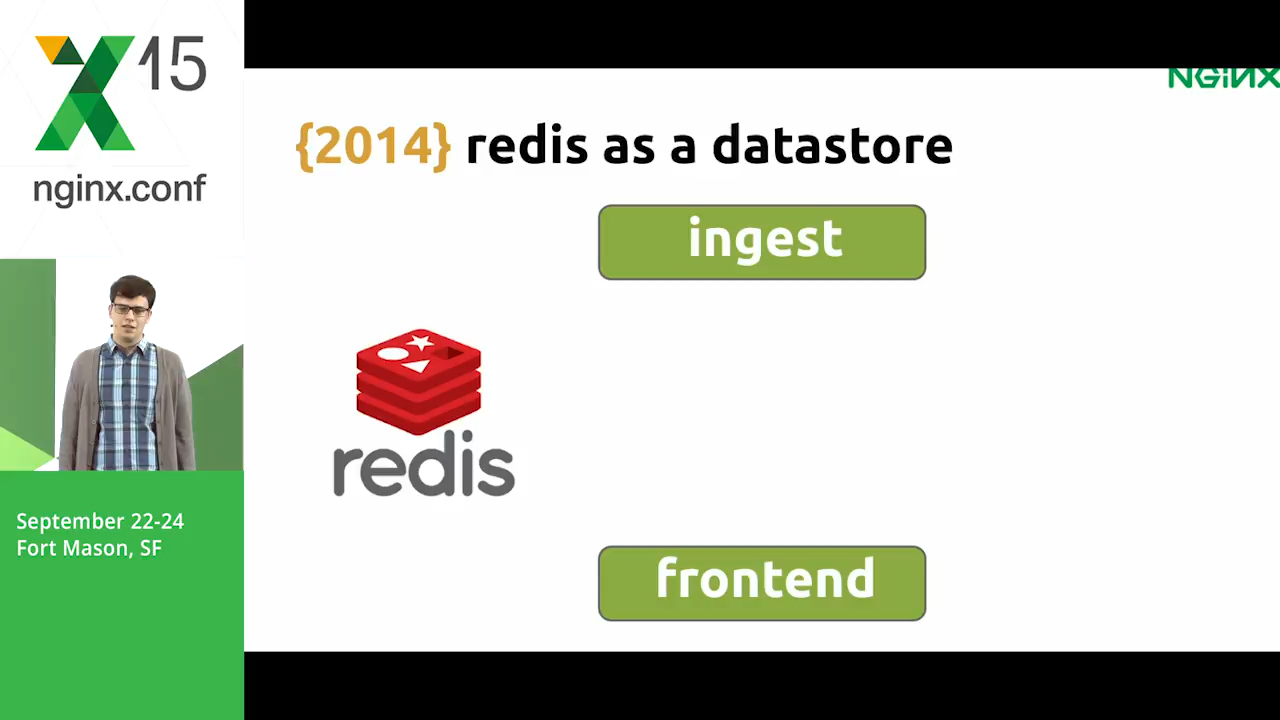 15
nginx.conf
NGINX
{2014} redis as a datastore
ingest
redis
frontend
September 22-24
Fort Mason, SF